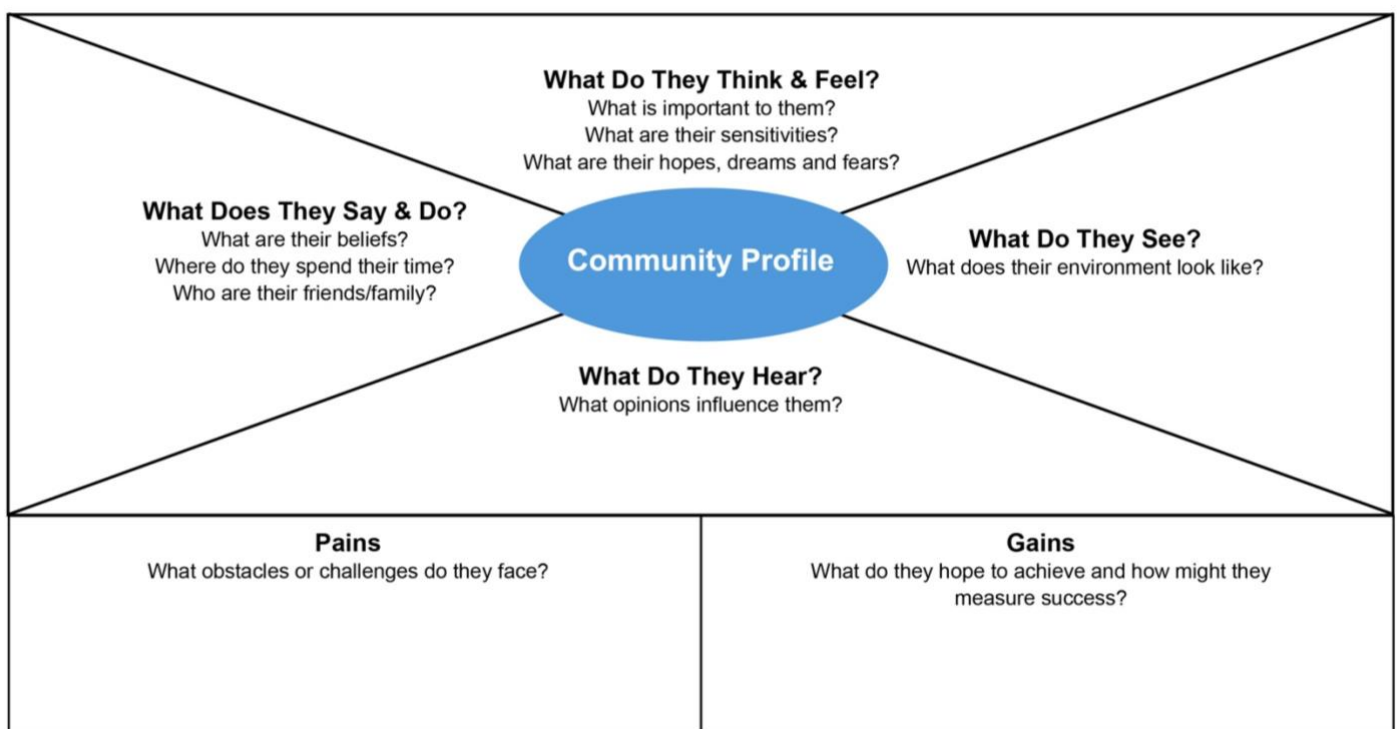 What Do They Think & Feel?
What is important to them?
What are their sensitivities?
What are their hopes, dreams and fears?
What Does They Say & Do?
What are their beliefs?
Where do they spend their time?
Who are their friends/family?
Community Profile
What Do They See?
What does their environment look like?
What Do They Hear?
What opinions influence them?
Pains
What obstacles or challenges do they face?
Gains
What do they hope to achieve and how might they
measure success?